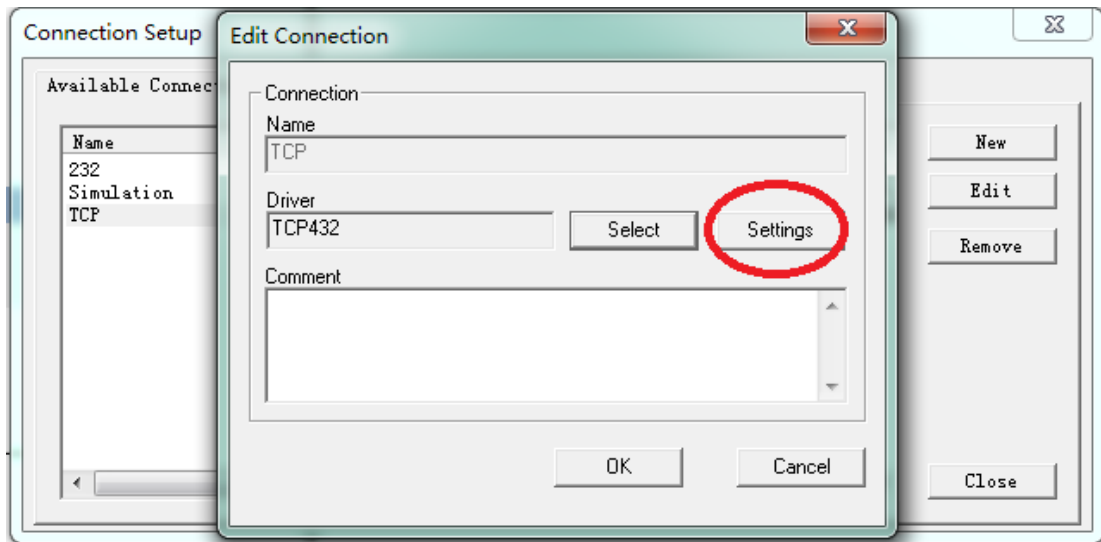 Connection Setup
Edit Connection
Available Connec
Connection
Name
Name
TCP
New
232
Simulation
TCP
Driver
TCP432
Select
Settings
Edit
Remove
Comment
OK
Cancel
Close